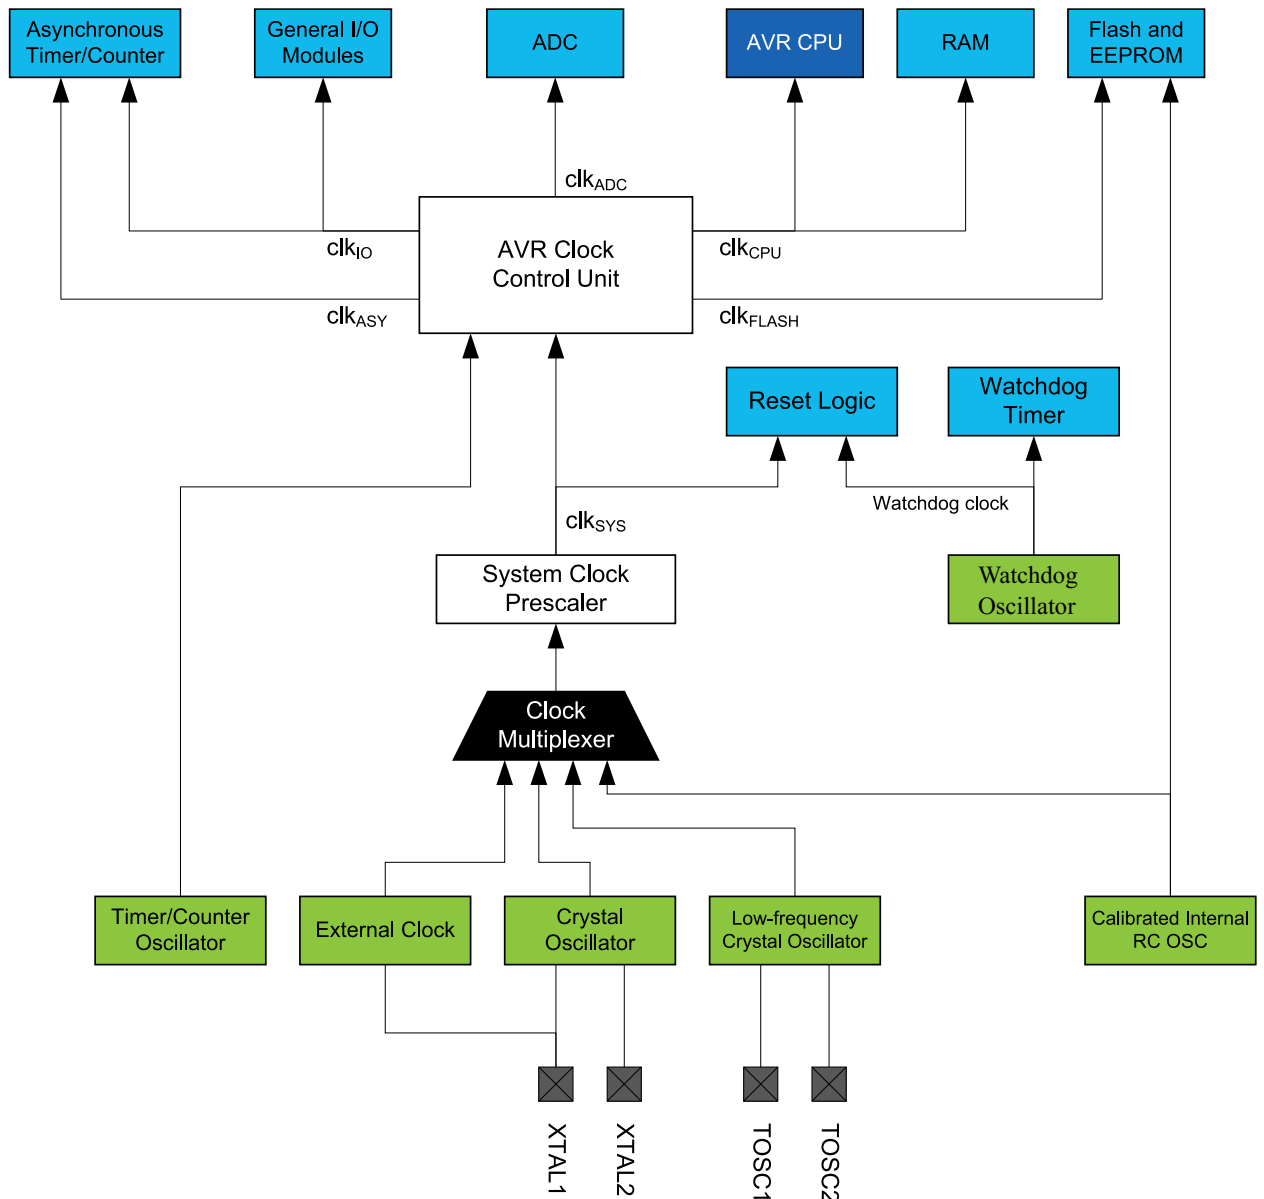 Asynchronous
Timer/Counter
General I/O
Modules
ADC
AVR CPU
RAM
Flash and
EEPROM
clkADC
clkIO
clkASY
AVR Clock
Control Unit
clkCPU
clkFLASH
Reset Logic
Watchdog
Timer
Watchdog clock
clkSYS
System Clock
Prescaler
Watchdog
Oscillator
Clock
Multiplexer
Timer/Counter
Oscillator
External Clock
Crystal
Oscillator
Low-frequency
Crystal Oscillator
Calibrated Internal
RC OSC
XTAL1
XTAL2
TOSC1
TOSC2